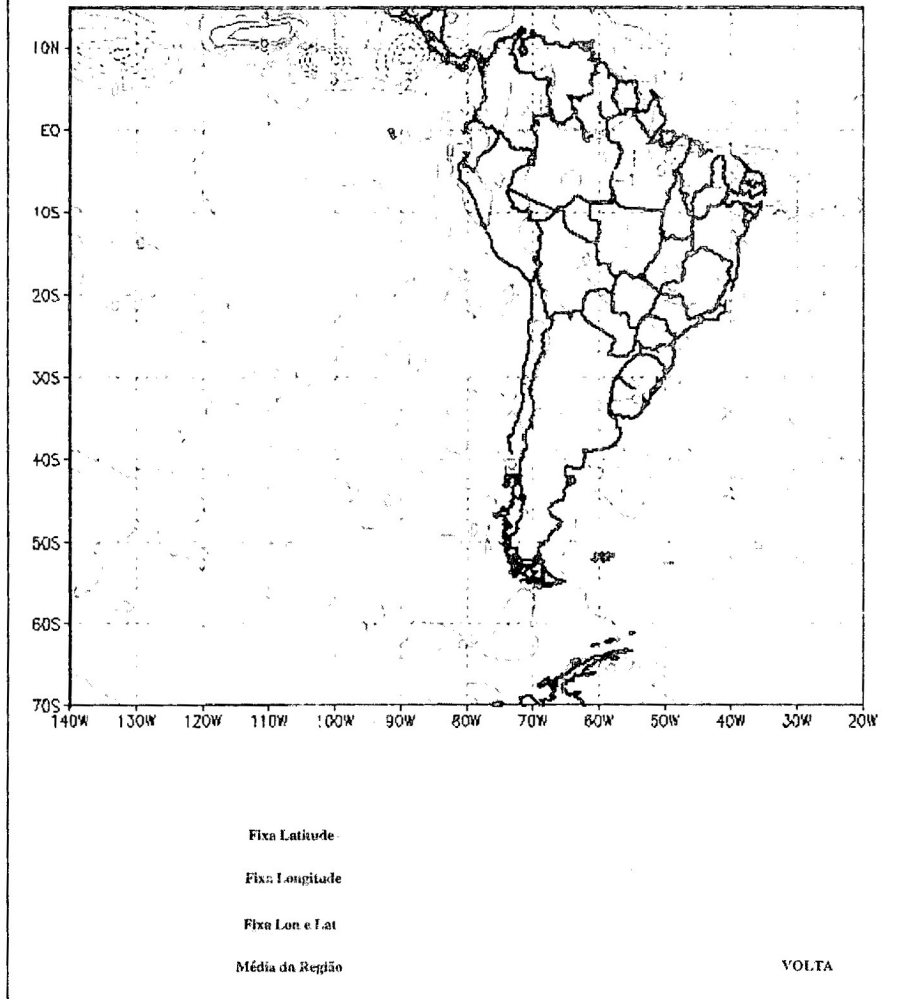 10N
EQ
10S
20S
30S
40S
50S
60S
70S
140W 130W 120W 110W 100W 90W 80W 70W 60W 50W 40W 30W 20W
Fixa Latitude
Fixa Longitude
Fixa Lon e Lat
Média da Região
VOLTA